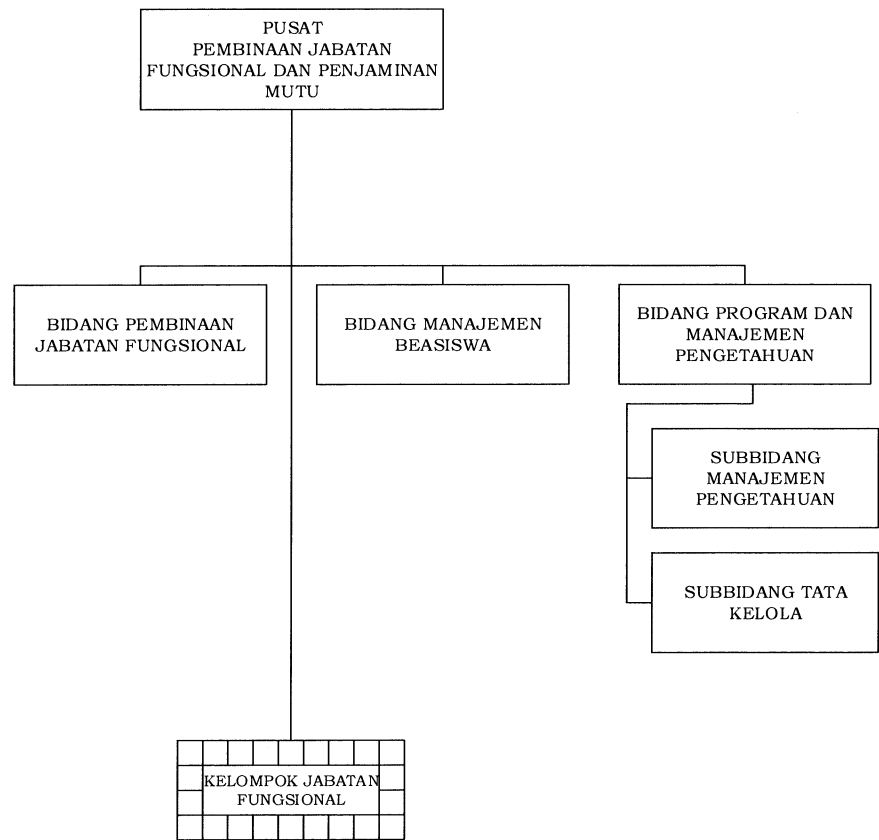 PUSAT
PEMBINAAN JABATAN
FUNGSIONAL DAN PENJAMINAN
MUTU
BIDANG PEMBINAAN
JABATAN FUNGSIONAL
BIDANG MANAJEMEN
BEASISWA
BIDANG PROGRAM DAN
MANAJEMEN
PENGETAHUAN
SUBBIDANG
MANAJEMEN
PENGETAHUAN
SUBBIDANG TATA
KELOLA
KELOMPOK JABATAN
FUNGSIONAL